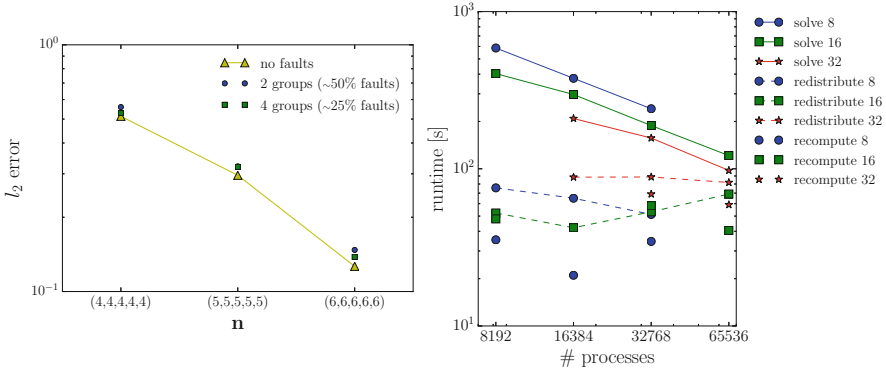 10^0
10^-1
l_2 error
(4,4,4,4,4)
(5,5,5,5,5)
(6,6,6,6,6)
n
no faults
2 groups (~50% faults)
4 groups (~25% faults)
10^3
10^2
10^1
runtime [s]
8192
16384
32768
65536
# processes
solve 8
solve 16
solve 32
redistribute 8
redistribute 16
redistribute 32
recompute 8
recompute 16
recompute 32